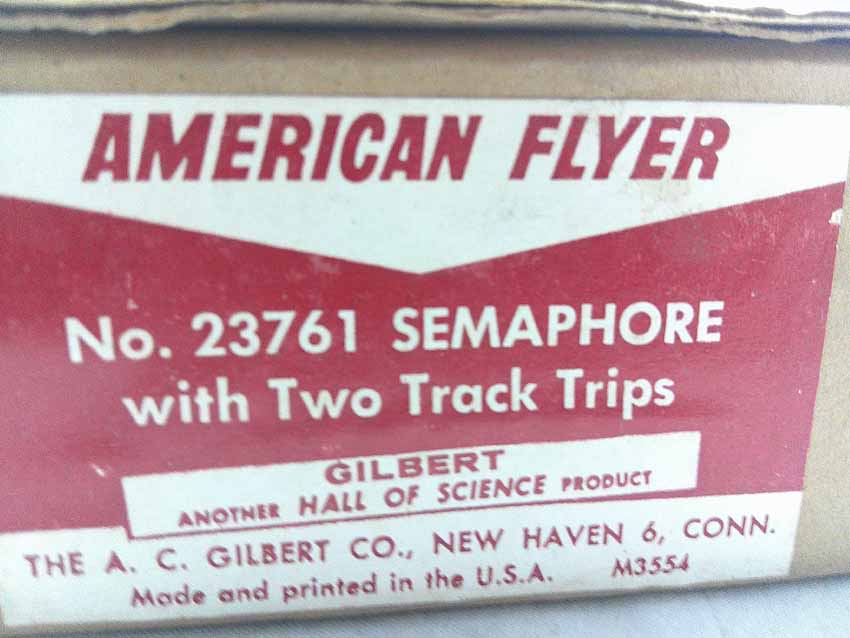 AMERICAN FLYER
No. 23761 SEMAPHORE
with Two Track Trips
GILBERT
ANOTHER HALL OF SCIENCE PRODUCT
THE A. C. GILBERT CO., NEW HAVEN 6, CONN.
Made and printed in the U.S.A. M3554